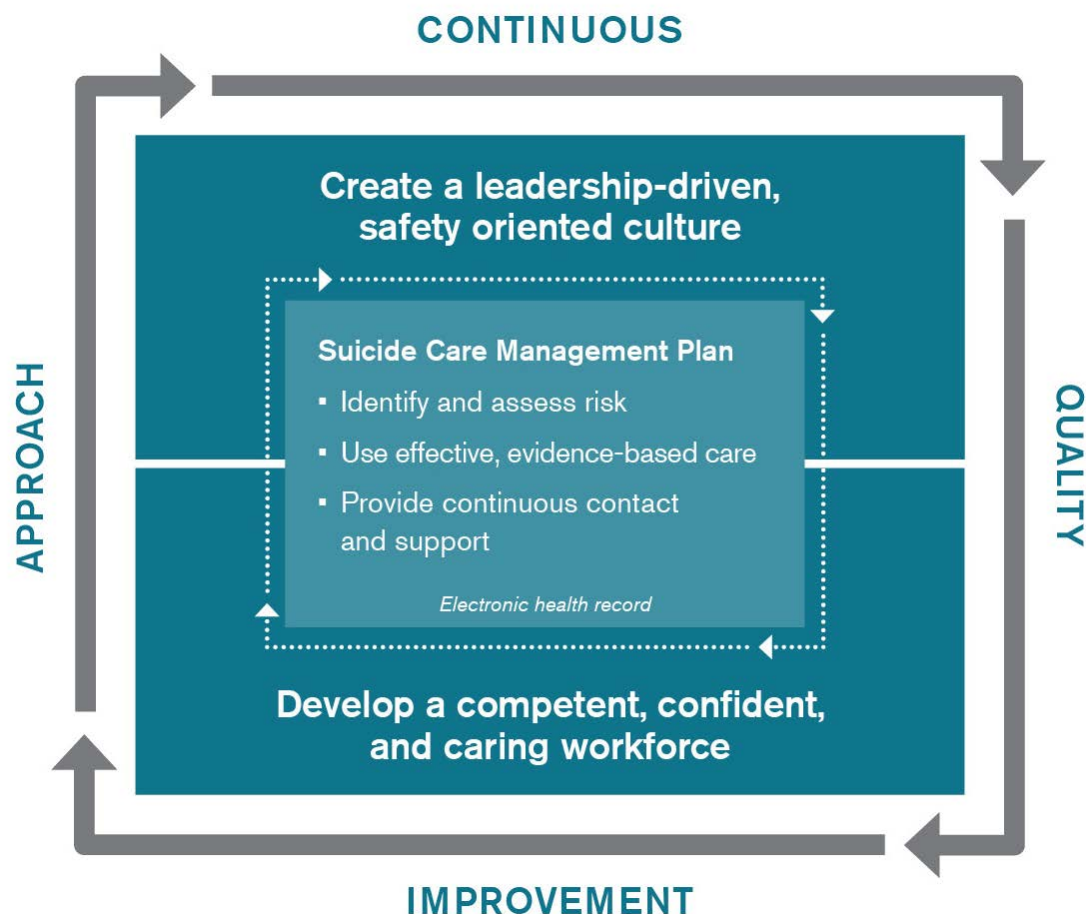 CONTINUOUS
Create a leadership-driven,
safety oriented culture
Suicide Care Management Plan
▪ Identify and assess risk
▪ Use effective, evidence-based care
▪ Provide continuous contact
and support
Electronic health record
Develop a competent, confident,
and caring workforce
QUALITY
IMPROVEMENT
APPROACH